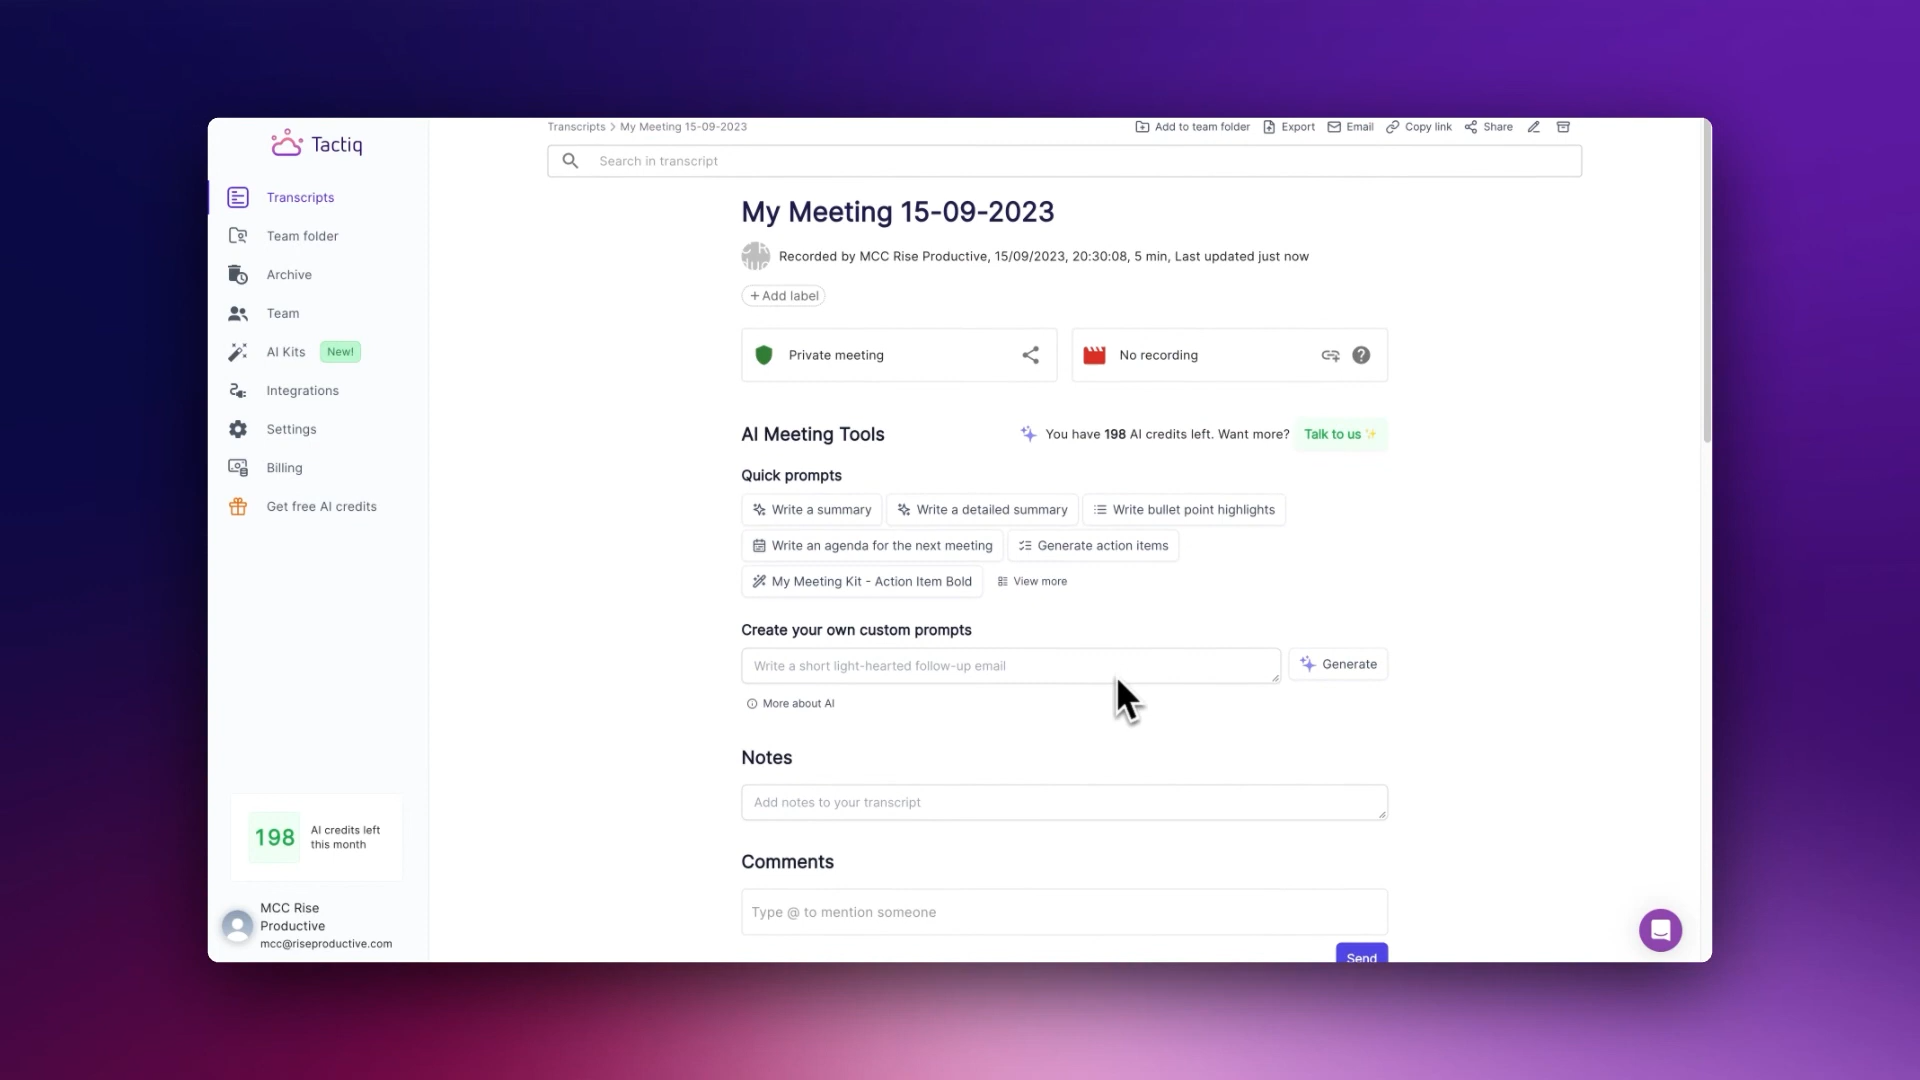 Tactiq
Transcripts
Team folder
Archive
Team
AI Kits New!
Integrations
Settings
Billing
Get free AI credits
198 AI credits left
this month
MCC Rise
Productive
mcc@riseproductive.com
Transcripts > My Meeting 15-09-2023
Add to team folder Export Email Copy link Share
Search in transcript
My Meeting 15-09-2023
Recorded by MCC Rise Productive, 15/09/2023, 20:30:08, 5 min, Last updated just now
+ Add label
Private meeting
No recording
AI Meeting Tools
You have 198 AI credits left. Want more? Talk to us
Quick prompts
Write a summary Write a detailed summary Write bullet point highlights
Write an agenda for the next meeting Generate action items
My Meeting Kit - Action Item Bold View more
Create your own custom prompts
Write a short light-hearted follow-up email Generate
More about AI
Notes
Add notes to your transcript
Comments
Type @ to mention someone
Send